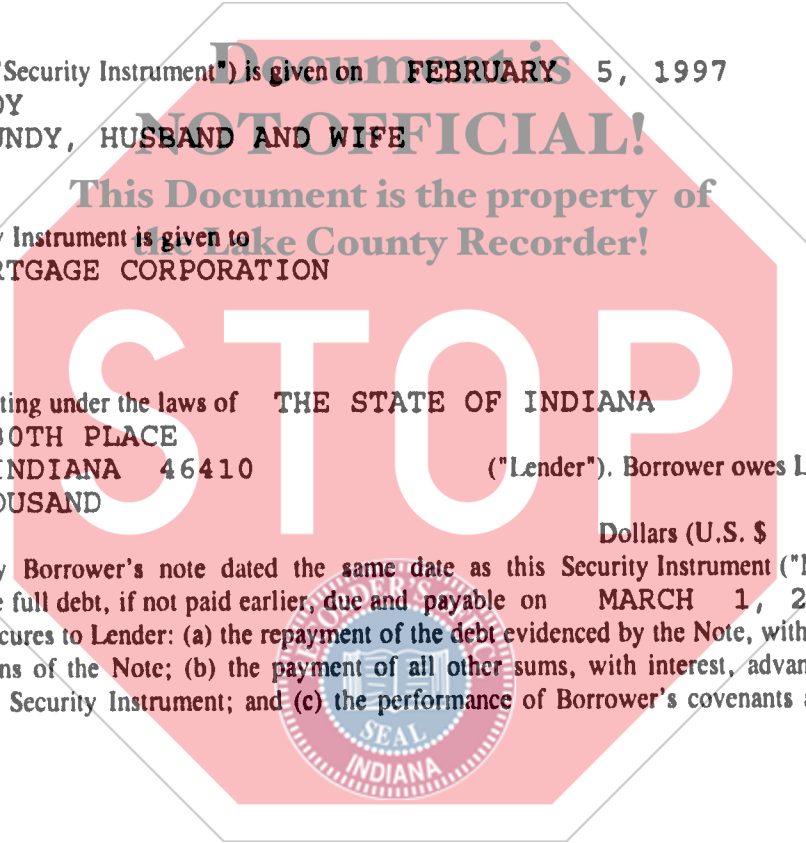 Security Instrument") is given on FEBRUARY 5, 1997
DY
UNDY, HUSBAND AND WIFE
y Instrument is given to
RTGAGE CORPORATION
ting under the laws of THE STATE OF INDIANA
30TH PLACE
INDIANA 46410 ("Lender"). Borrower owes L
OUSAND
Dollars (U.S. $
y Borrower's note dated the same date as this Security Instrument ("
e full debt, if not paid earlier, due and payable on MARCH 1, 2
cures to Lender: (a) the repayment of the debt evidenced by the Note, with
ns of the Note; (b) the payment of all other sums, with interest, advan
Security Instrument; and (c) the performance of Borrower's covenants a
Document is
NOT OFFICIAL!
This Document is the property of
the Lake County Recorder!
STOP
SEAL
INDIANA